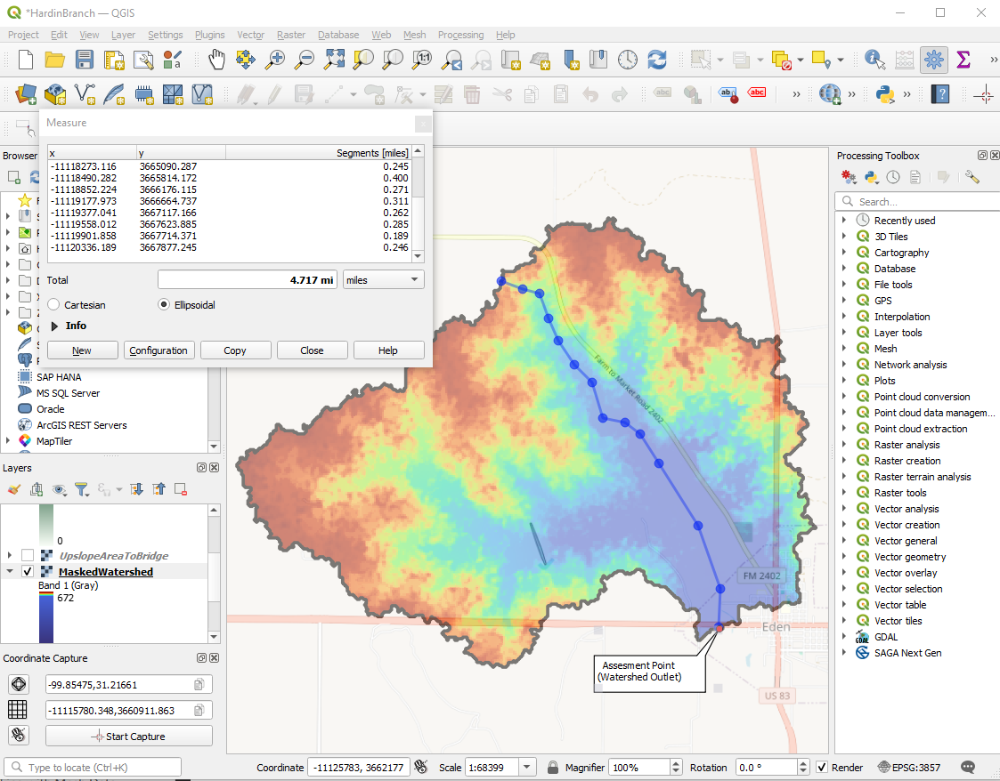 *HardinBranch — QGIS
Project Edit View Layer Settings Plugins Vector Raster Database Web Mesh Processing Help
1:1
a
abc
ab
abc
?
Measure
x y Segments [miles]
-11118273.116 3665090.287 0.245
-11118490.282 3665814.172 0.400
-11118852.224 3666176.115 0.271
-11119177.973 3666664.737 0.311
-11119377.041 3667117.166 0.262
-11119558.012 3667623.885 0.285
-11119901.858 3667714.371 0.189
-11120336.189 3667877.245 0.246
Total 4.717 mi miles
Cartesian Ellipsoidal
Info
New Configuration Copy Close Help
Browser
SAP HANA
MS SQL Server
Oracle
ArcGIS REST Servers
MapTiler
Layers
0
UpslopeAreaToBridge
MaskedWatershed
Band 1 (Gray)
672
Coordinate Capture
-99.85475,31.21661
-11115780.348,3660911.863
Start Capture
Farm to Market Road 2402
FM 2402
Eden
Assesment Point
(Watershed Outlet)
US 83
Processing Toolbox
Search...
Recently used
3D Tiles
Cartography
Database
File tools
GPS
Interpolation
Layer tools
Mesh
Network analysis
Plots
Point cloud conversion
Point cloud data managem...
Point cloud extraction
Raster analysis
Raster creation
Raster terrain analysis
Raster tools
Vector analysis
Vector creation
Vector general
Vector geometry
Vector overlay
Vector selection
Vector table
Vector tiles
GDAL
SAGA Next Gen
Type to locate (Ctrl+K)
Coordinate -11125783, 3662177 Scale 1:68399 Magnifier 100% Rotation 0.0 ° Render EPSG:3857